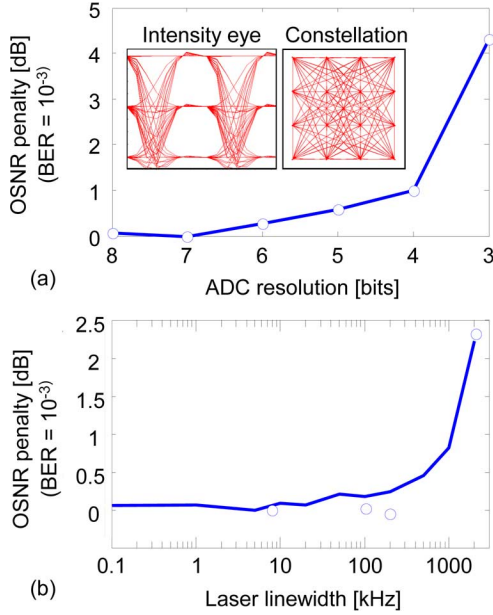 Intensity eye
Constellation
OSNR penalty [dB]
(BER = 10⁻³)
5
4
3
2
1
0
8
7
6
5
4
3
(a)
ADC resolution [bits]
OSNR penalty [dB]
(BER = 10⁻³)
2.5
2
1.5
1
0.5
0
0.1
1
10
100
1000
(b)
Laser linewidth [kHz]